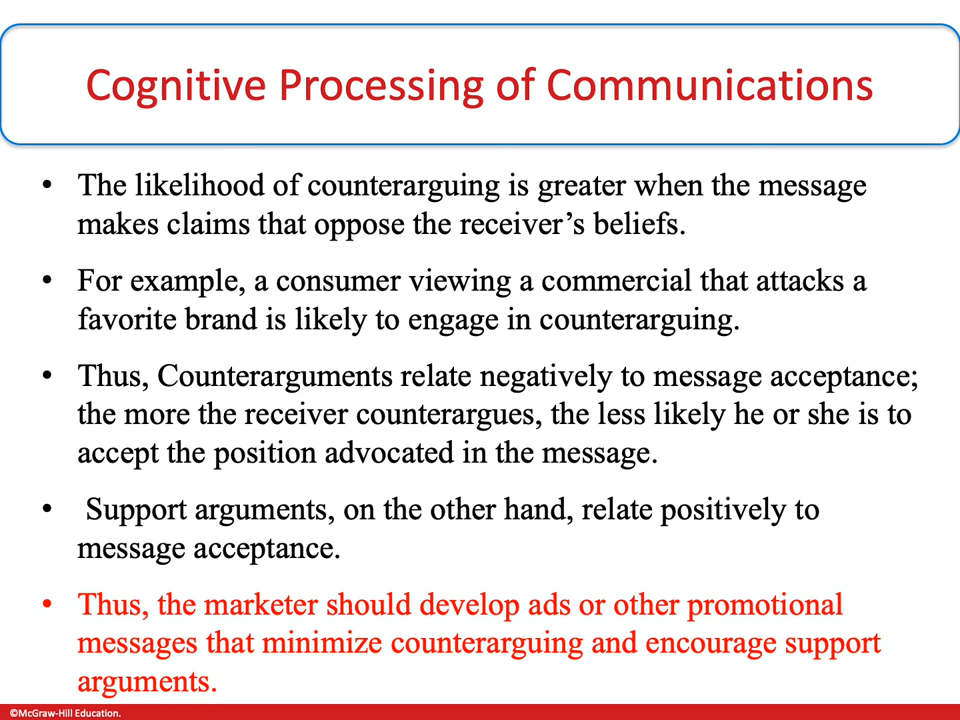 Cognitive Processing of Communications
• The likelihood of counterarguing is greater when the message
makes claims that oppose the receiver’s beliefs.
• For example, a consumer viewing a commercial that attacks a
favorite brand is likely to engage in counterarguing.
• Thus, Counterarguments relate negatively to message acceptance;
the more the receiver counterargues, the less likely he or she is to
accept the position advocated in the message.
• Support arguments, on the other hand, relate positively to
message acceptance.
• Thus, the marketer should develop ads or other promotional
messages that minimize counterarguing and encourage support
arguments.
©McGraw-Hill Education.